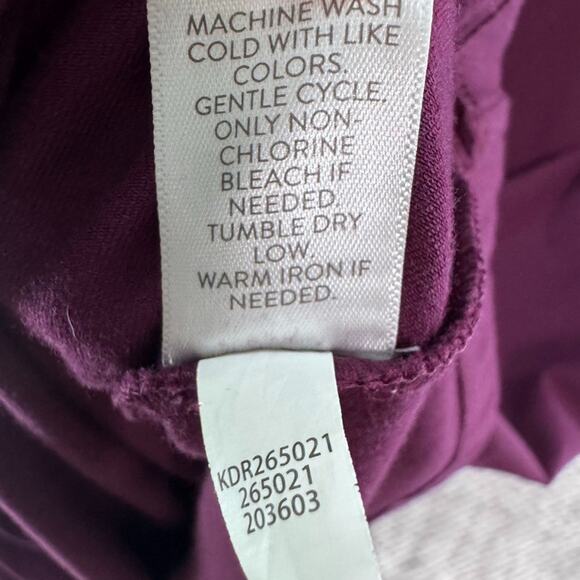 MACHINE WASH
COLD WITH LIKE
COLORS.
GENTLE CYCLE.
ONLY NON-
CHLORINE
BLEACH IF
NEEDED.
TUMBLE DRY
LOW.
WARM IRON IF
NEEDED.
KDR265021
265021
203603